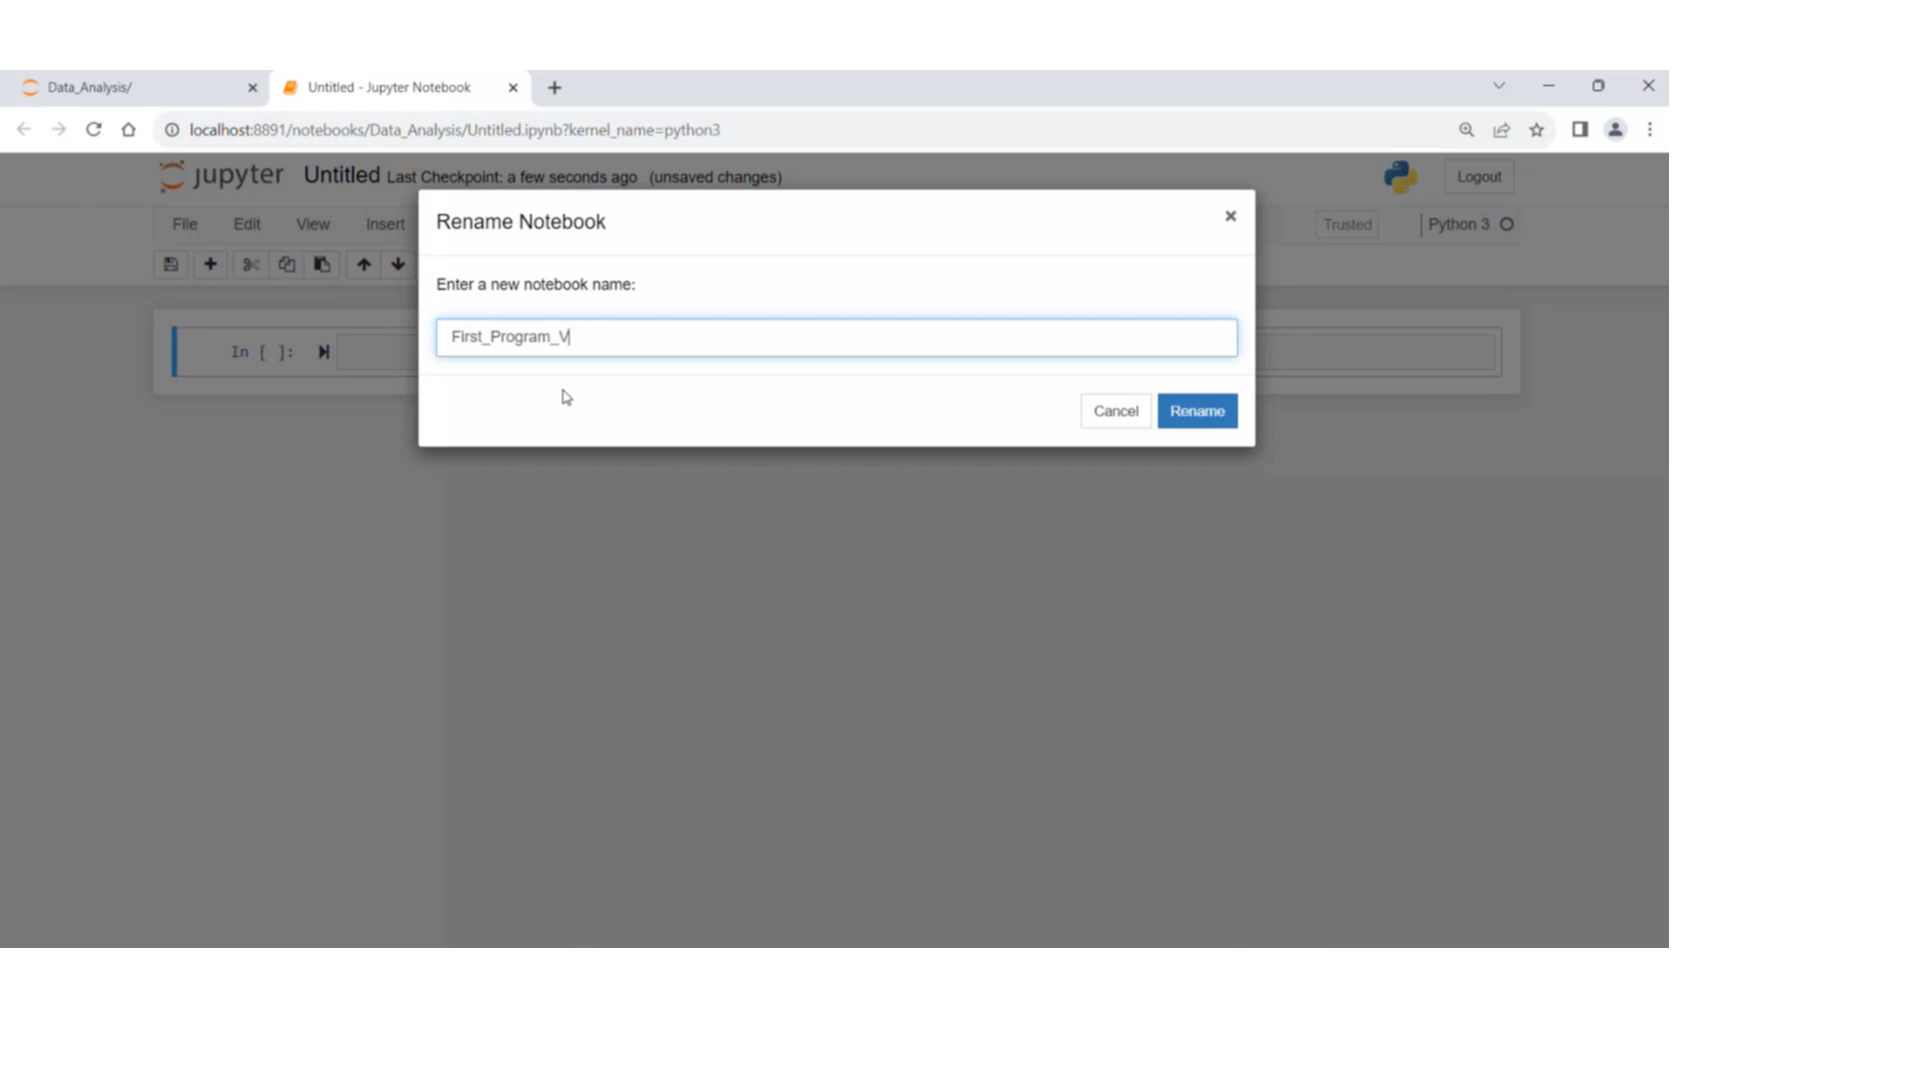 Data_Analysis/
Untitled - Jupyter Notebook
localhost:8891/notebooks/Data_Analysis/Untitled.ipynb?kernel_name=python3
jupyter Untitled Last Checkpoint: a few seconds ago (unsaved changes)
Logout
Rename Notebook
File Edit View Insert
Trusted
Python 3
Enter a new notebook name:
First_Program_V
In [ ]:
Cancel Rename